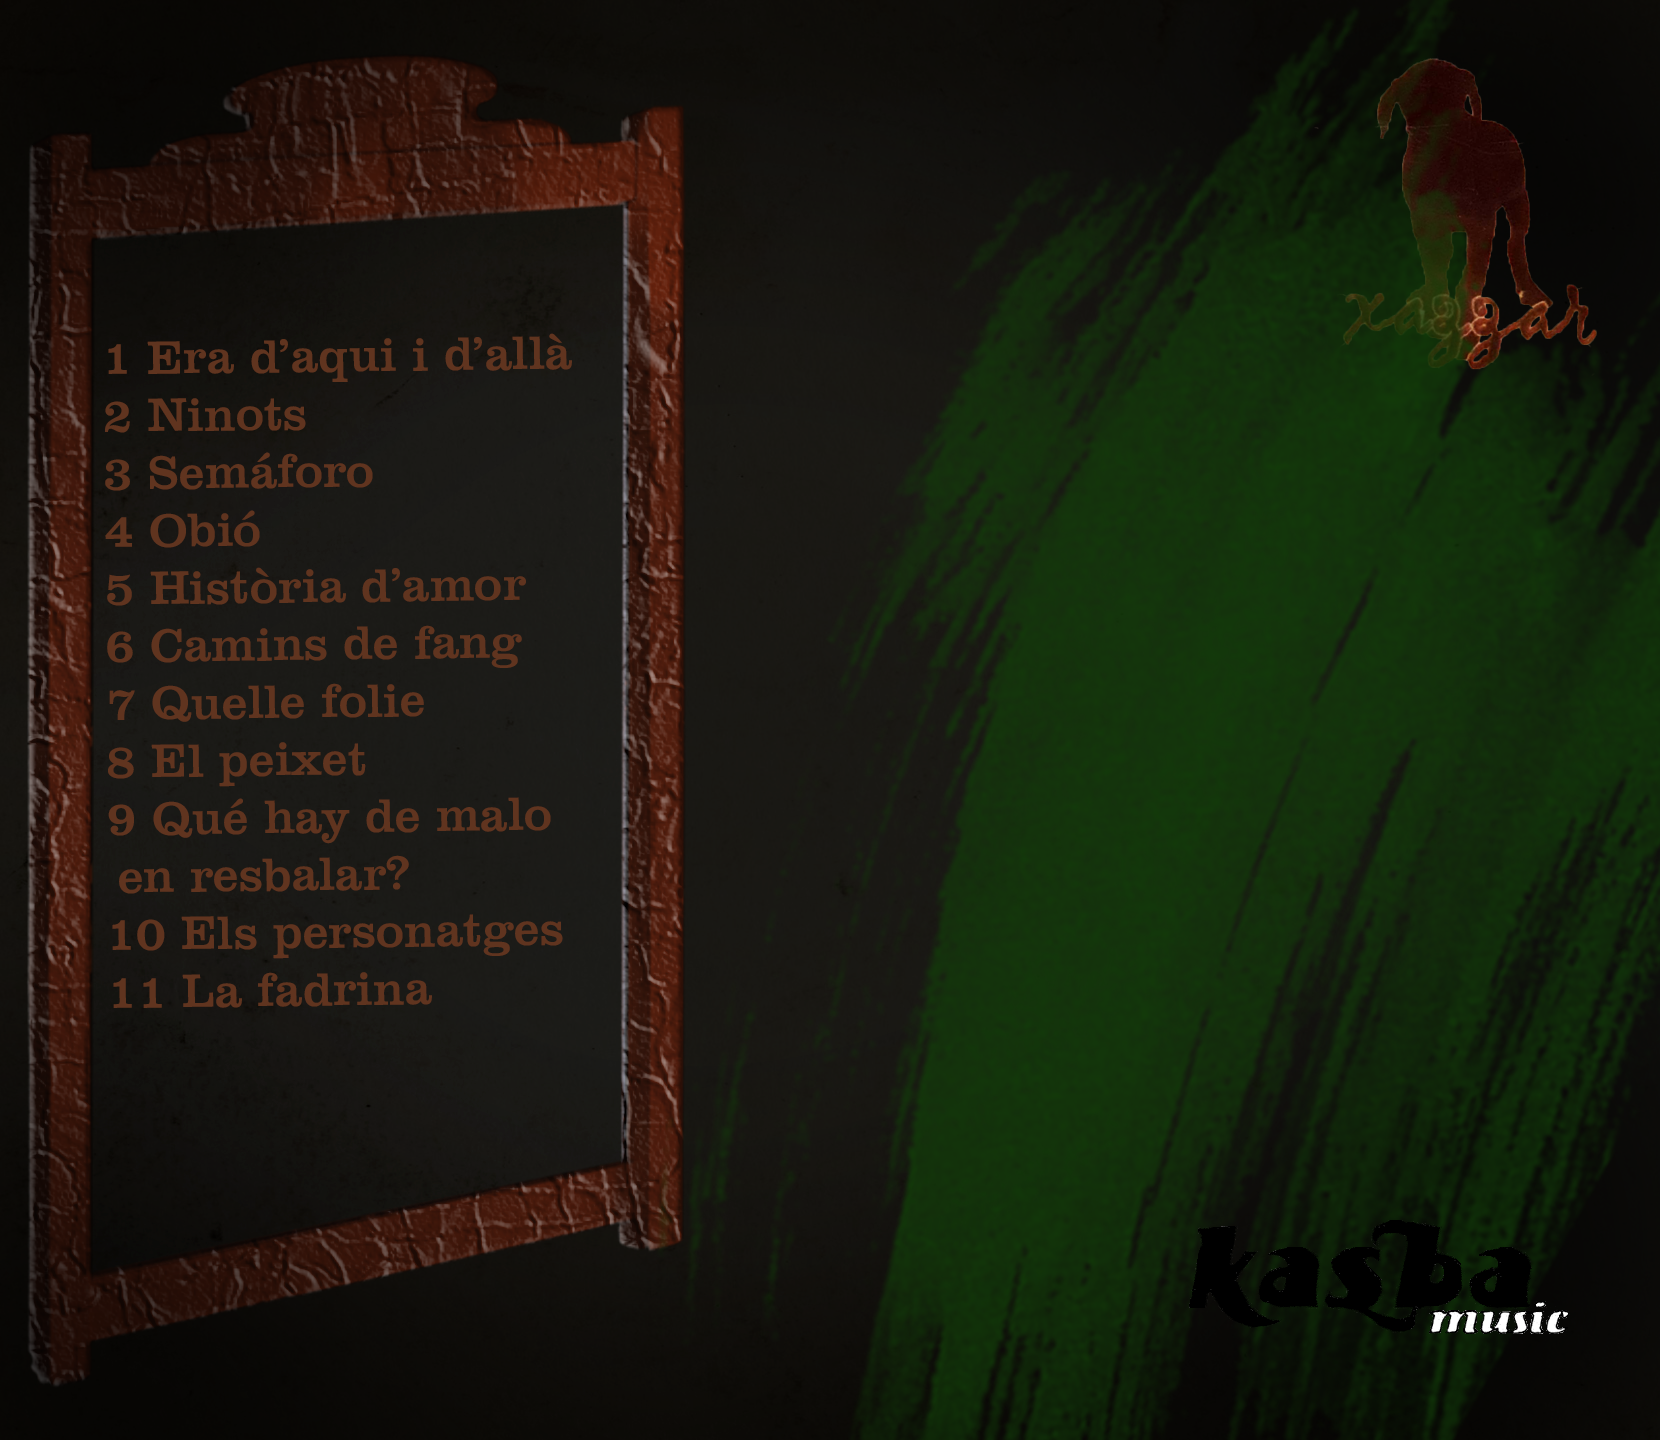 1 Era d’aqui i d’allà
2 Ninots
3 Semáforo
4 Obió
5 Història d’amor
6 Camins de fang
7 Quelle folie
8 El peixet
9 Qué hay de malo
en resbalar?
10 Els personatges
11 La fadrina
xaggar
kasba
music